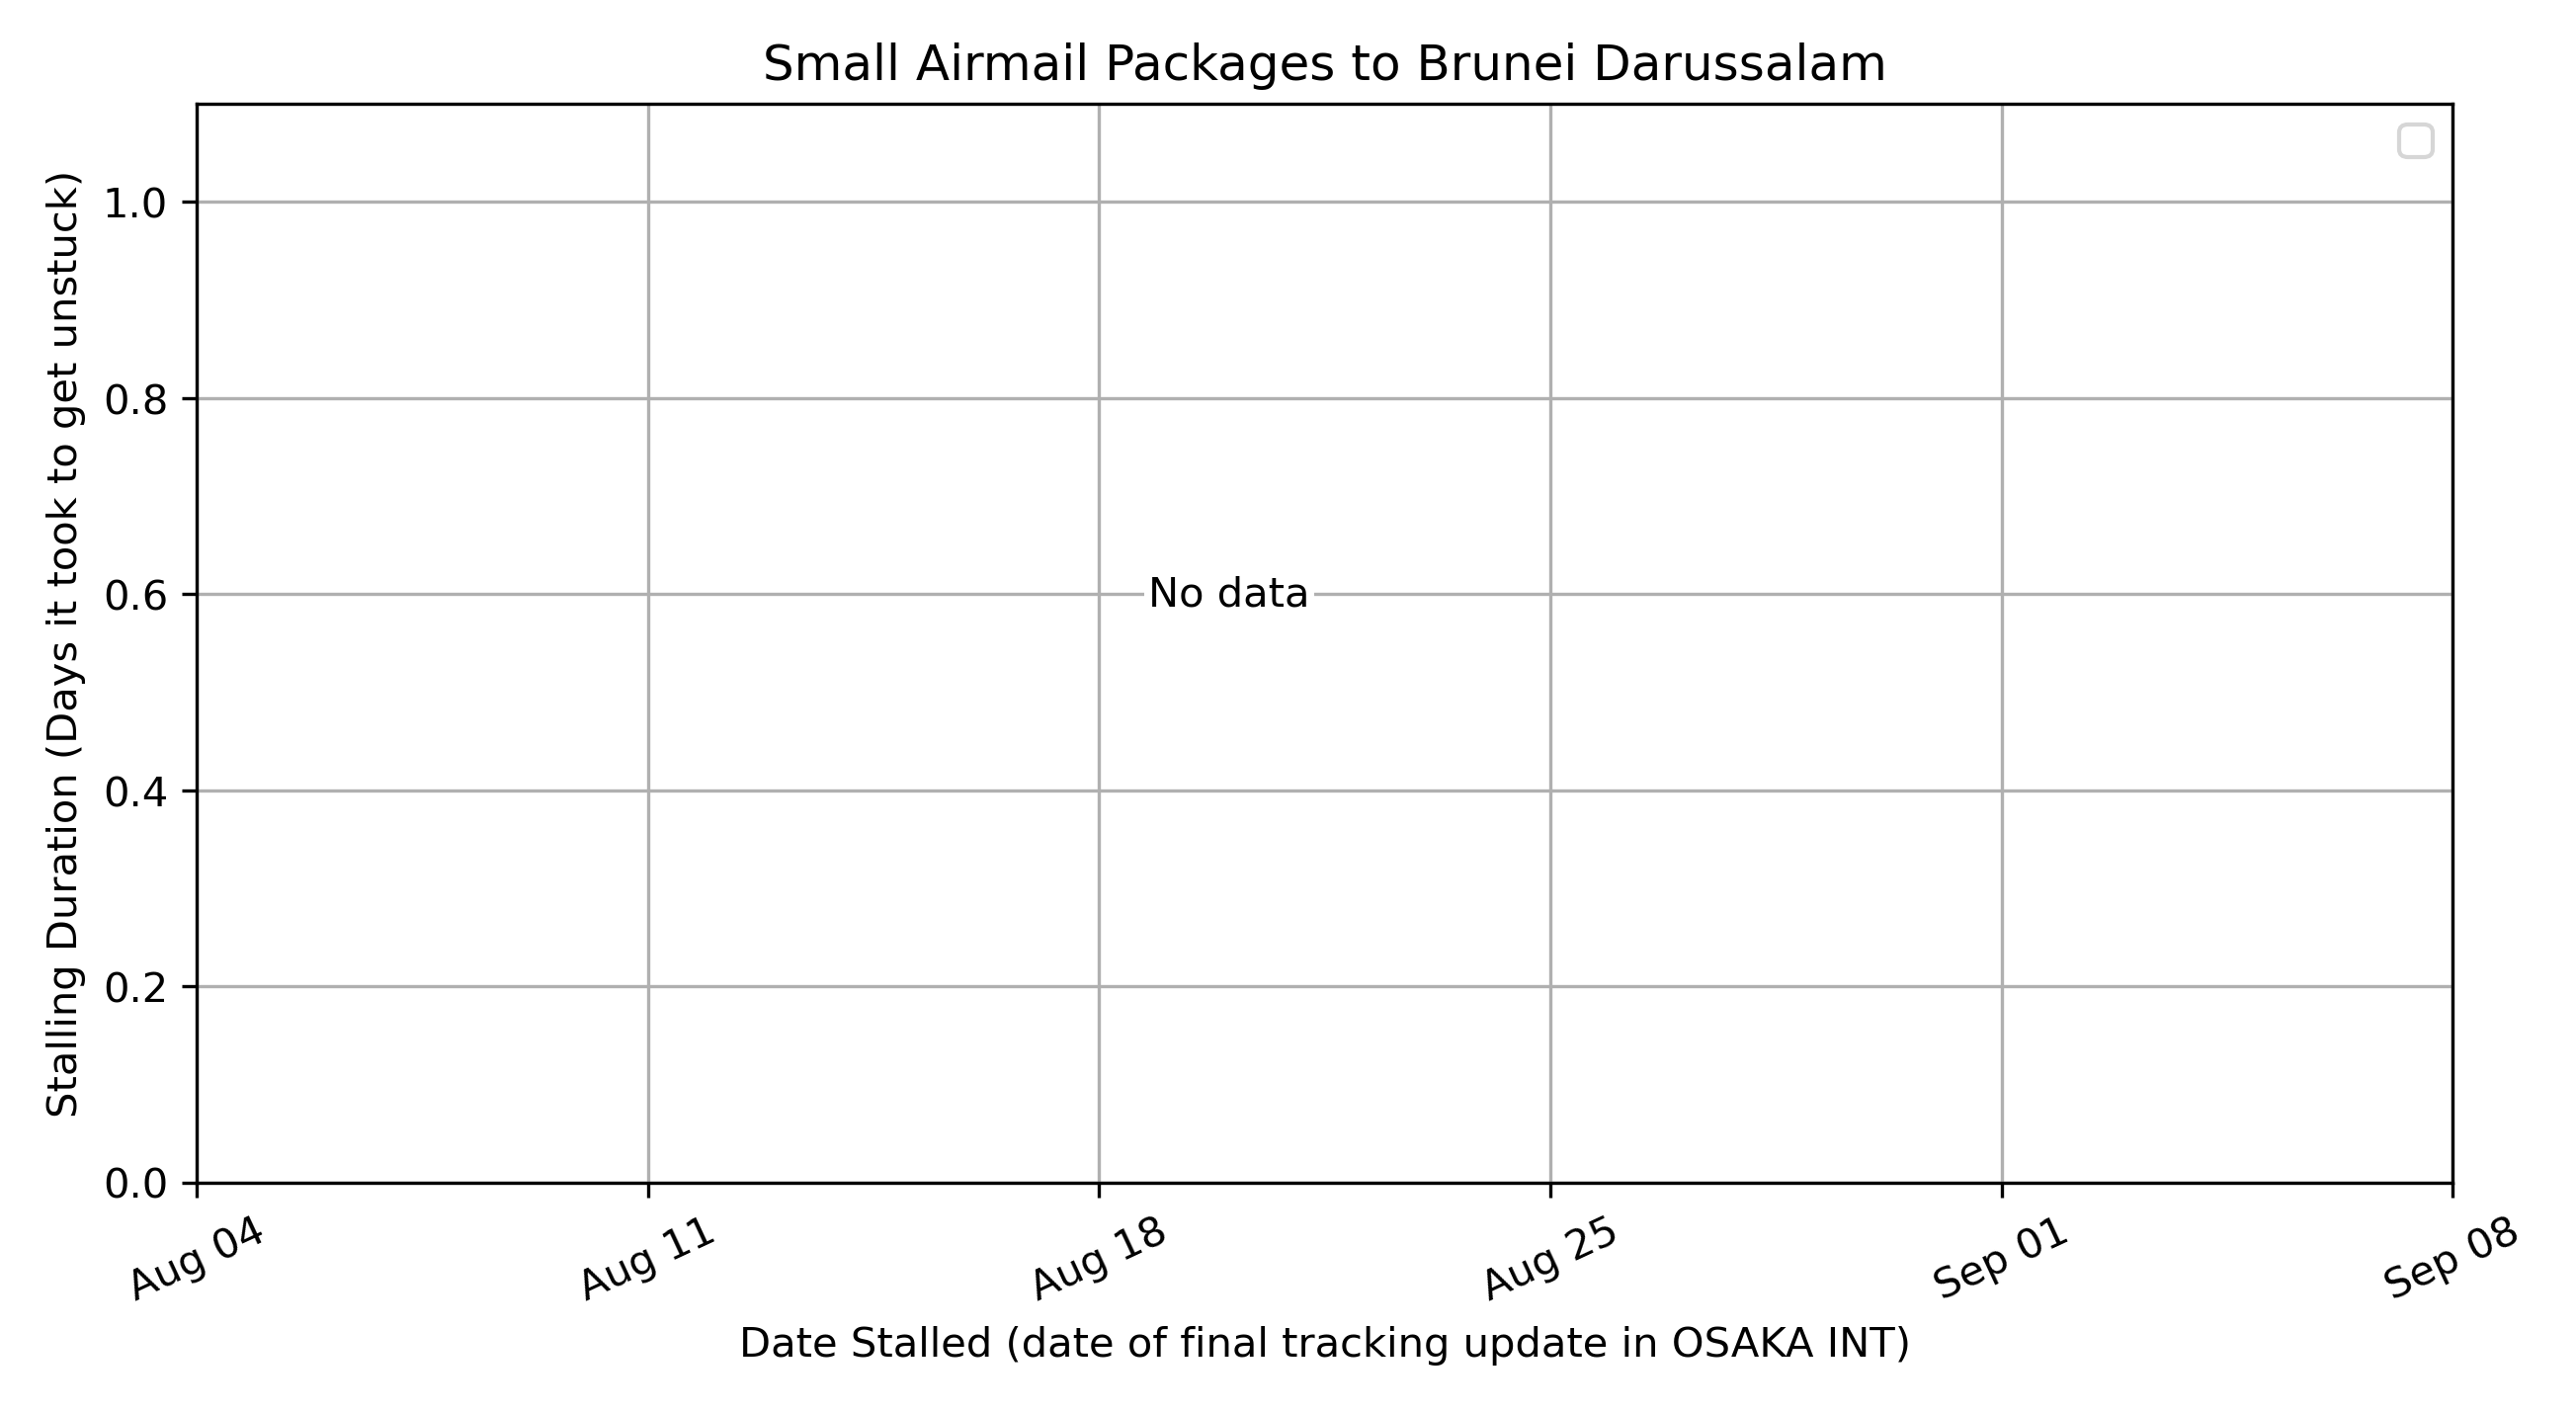 Small Airmail Packages to Brunei Darussalam
Stalling Duration (Days it took to get unstuck)
1.0
0.8
0.6
0.4
0.2
0.0
No data
Aug 04
Aug 11
Aug 18
Aug 25
Sep 01
Sep 08
Date Stalled (date of final tracking update in OSAKA INT)